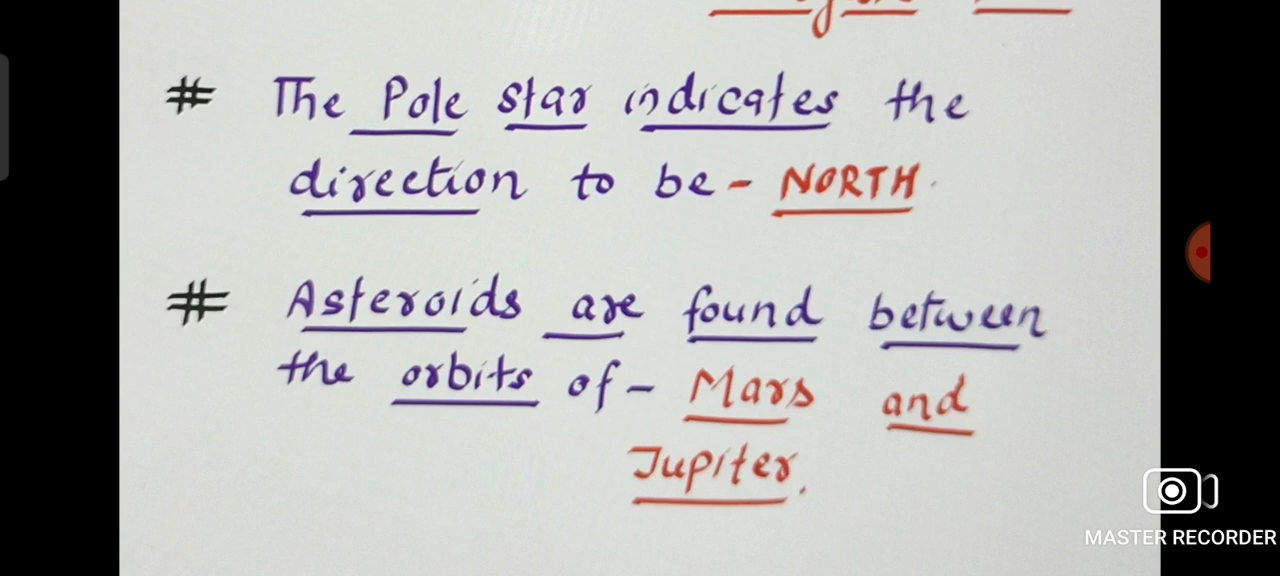 # The Pole star indicates the
direction to be - NORTH.
# Asteroids are found between
the orbits of - Mars and
Jupiter.
MASTER RECORDER